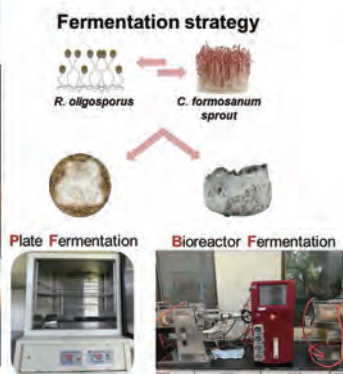 Fermentation strategy
R. oligosporus
C. formosanum
sprout
Plate Fermentation
Bioreactor Fermentation